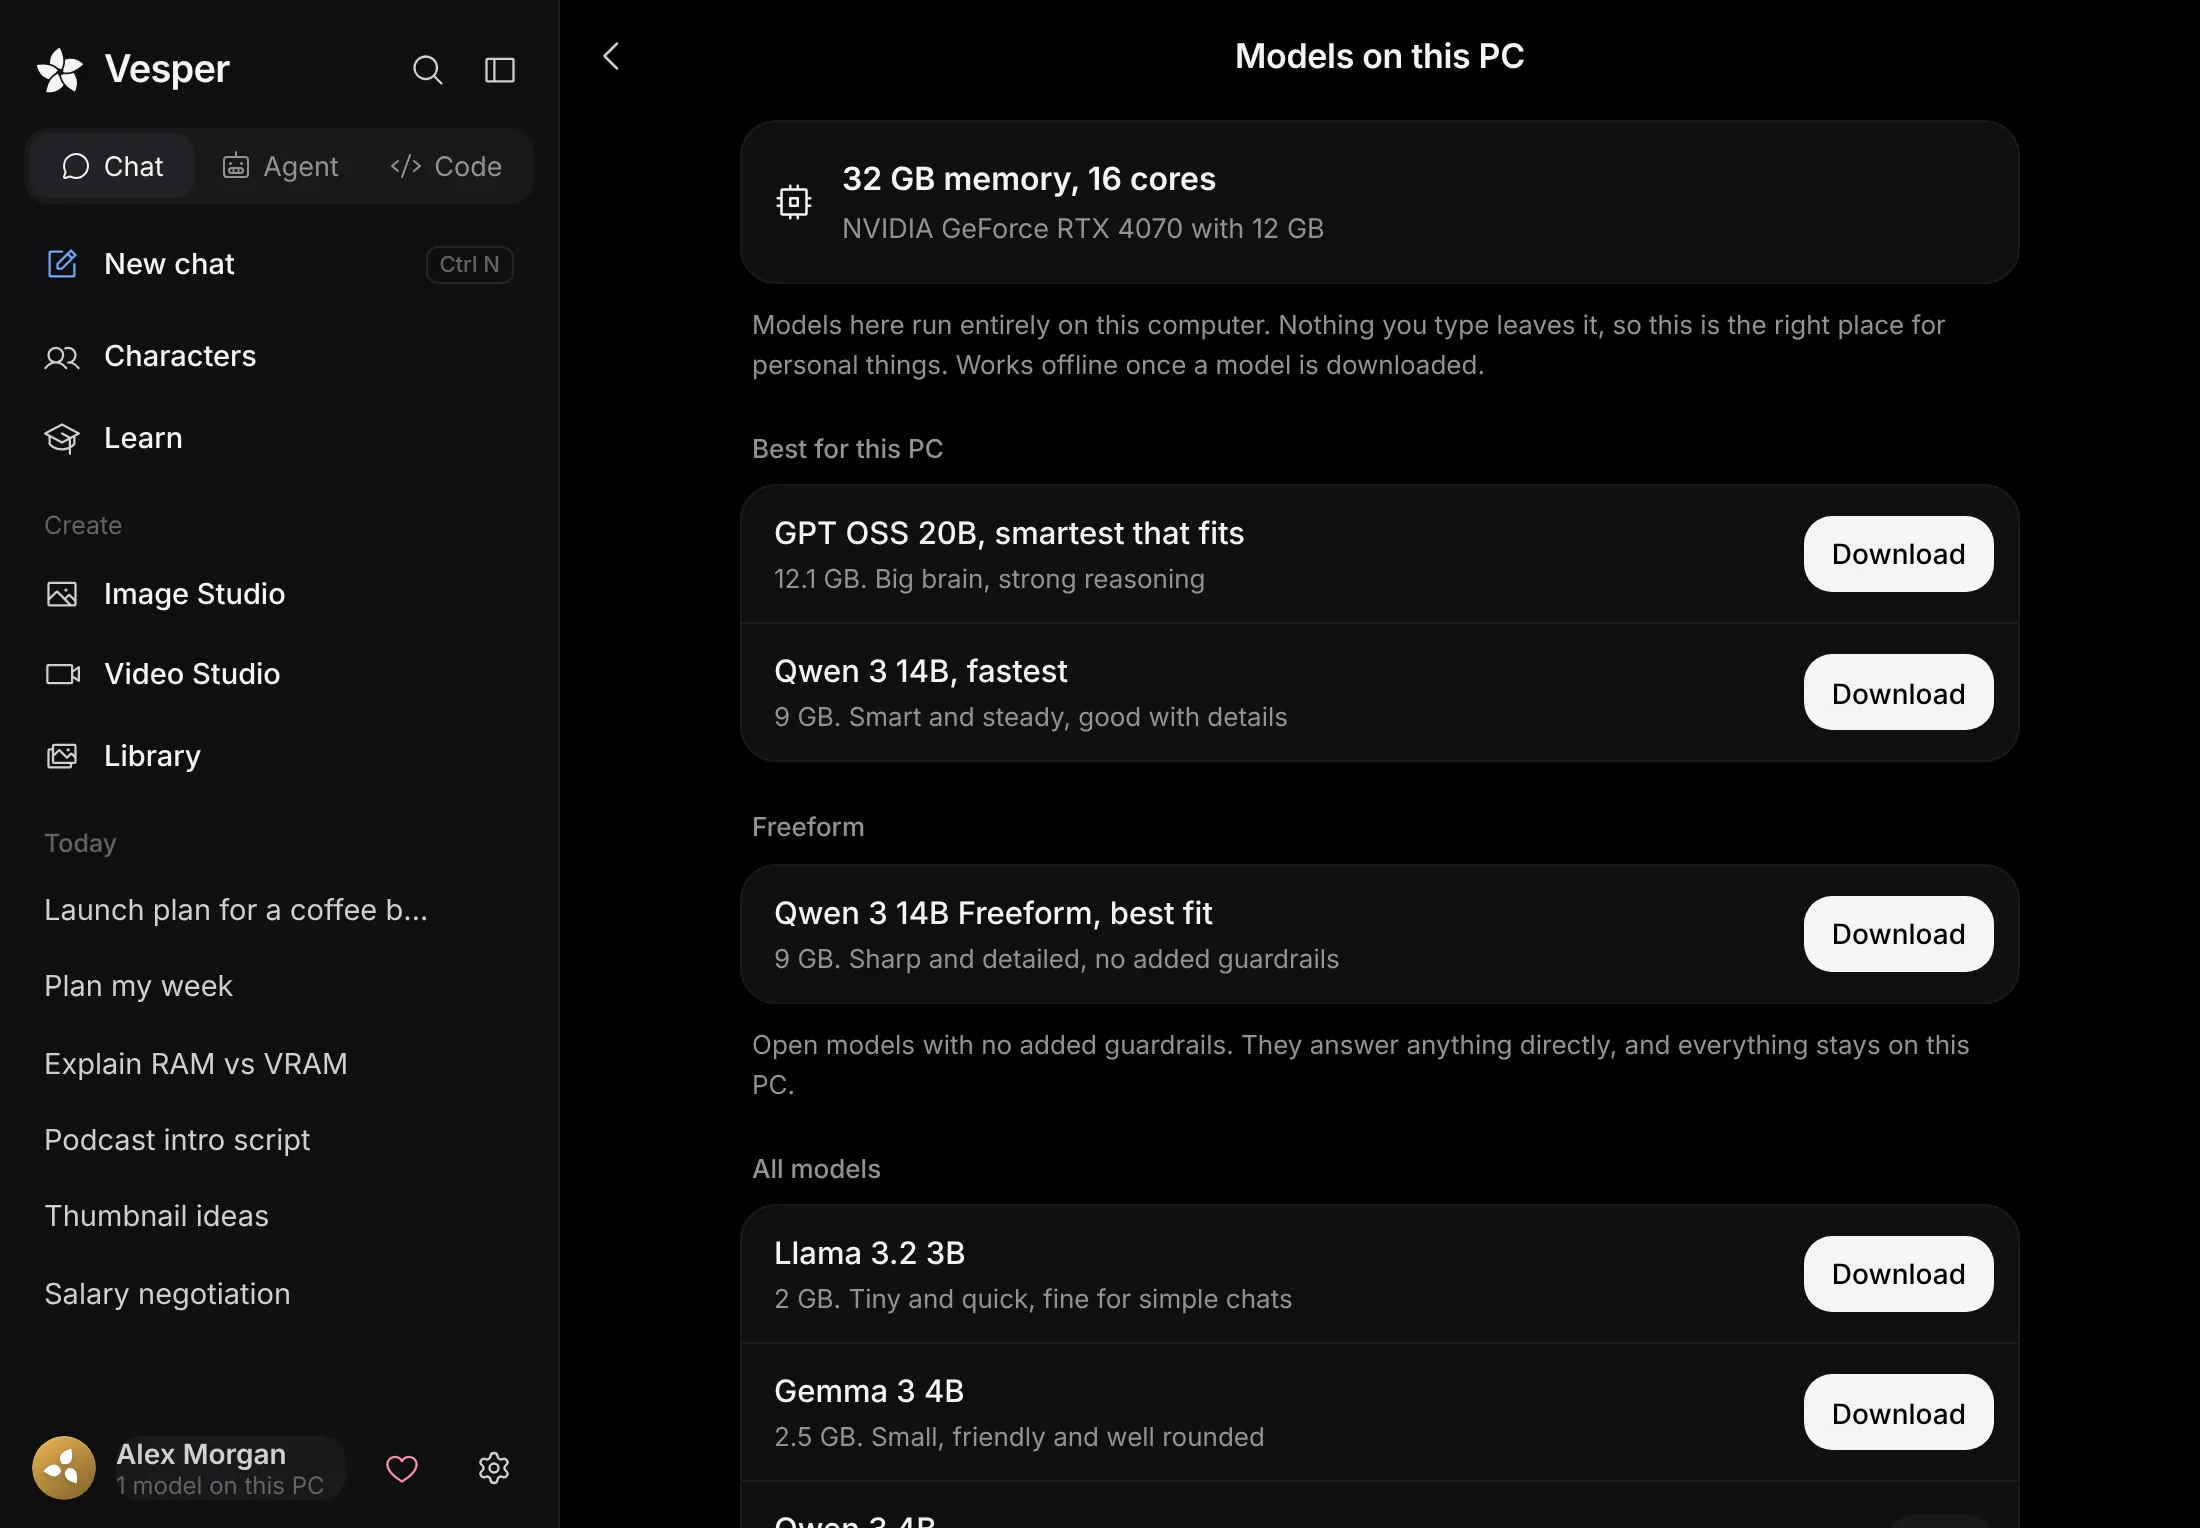 Vesper
Chat
Agent
</> Code
New chat
Ctrl N
Characters
Learn
Create
Image Studio
Video Studio
Library
Today
Launch plan for a coffee b...
Plan my week
Explain RAM vs VRAM
Podcast intro script
Thumbnail ideas
Salary negotiation
Alex Morgan
1 model on this PC
Models on this PC
32 GB memory, 16 cores
NVIDIA GeForce RTX 4070 with 12 GB
Models here run entirely on this computer. Nothing you type leaves it, so this is the right place for
personal things. Works offline once a model is downloaded.
Best for this PC
GPT OSS 20B, smartest that fits
12.1 GB. Big brain, strong reasoning
Download
Qwen 3 14B, fastest
9 GB. Smart and steady, good with details
Download
Freeform
Qwen 3 14B Freeform, best fit
9 GB. Sharp and detailed, no added guardrails
Download
Open models with no added guardrails. They answer anything directly, and everything stays on this
PC.
All models
Llama 3.2 3B
2 GB. Tiny and quick, fine for simple chats
Download
Gemma 3 4B
2.5 GB. Small, friendly and well rounded
Download
Qwen 3 4B